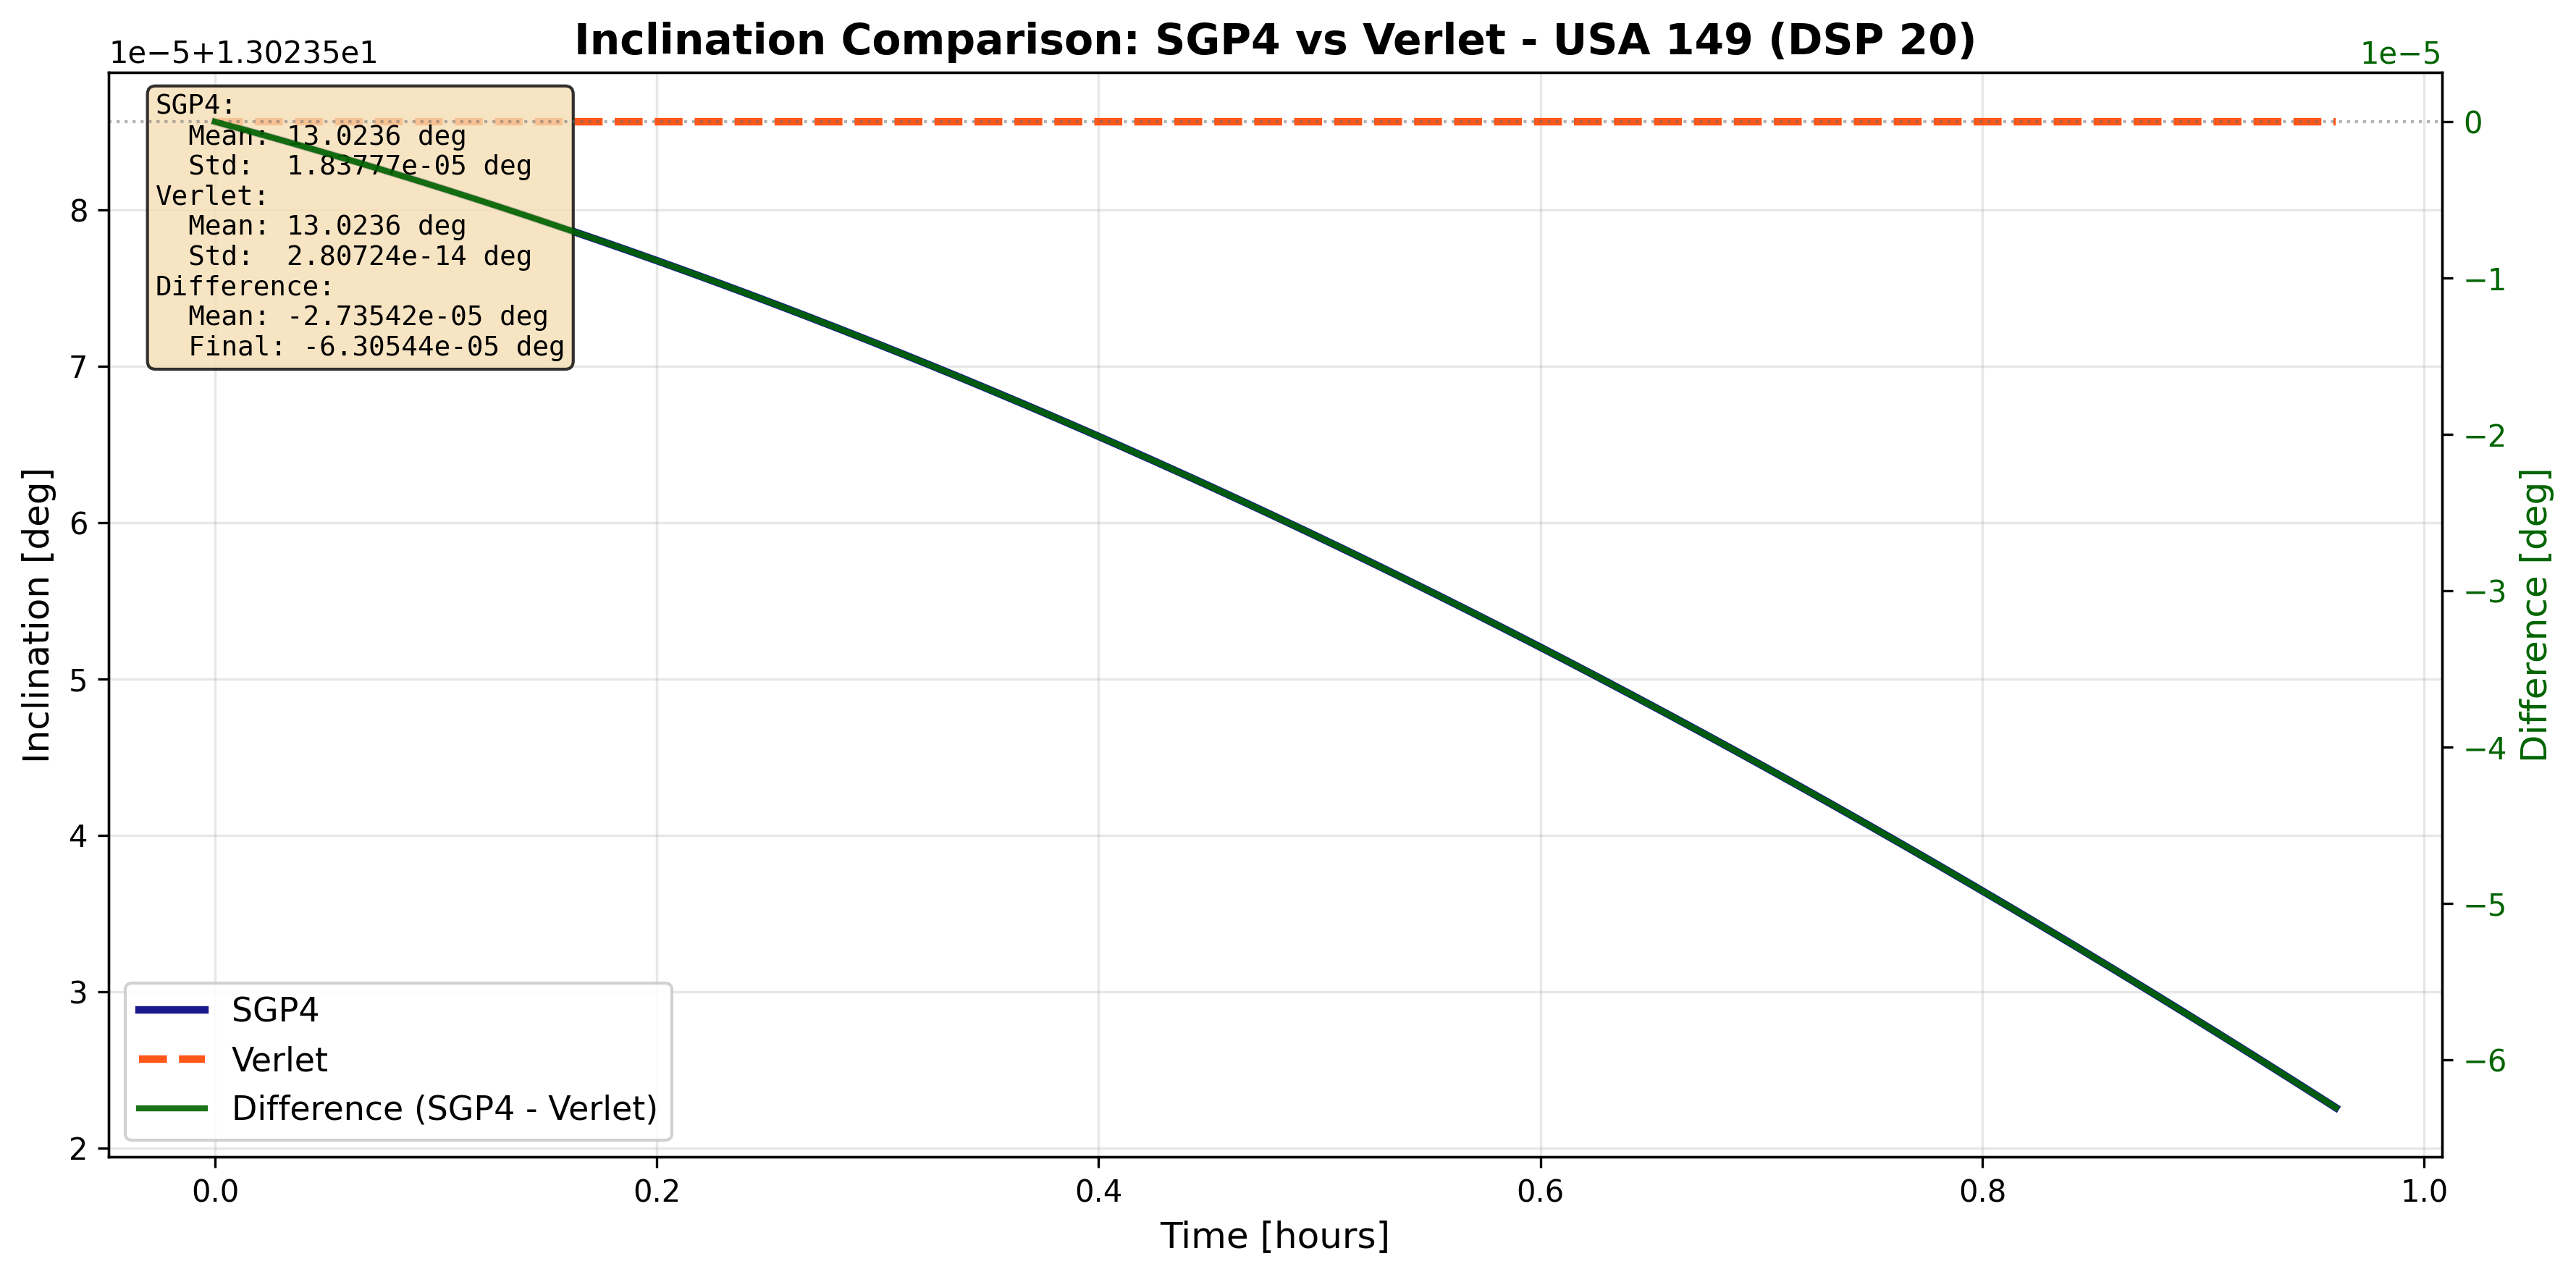 Inclination Comparison: SGP4 vs Verlet - USA 149 (DSP 20)
1e−5+1.30235e1
1e−5
SGP4:
Mean: 13.0236 deg
Std: 1.83777e-05 deg
Verlet:
Mean: 13.0236 deg
Std: 2.80724e-14 deg
Difference:
Mean: -2.73542e-05 deg
Final: -6.30544e-05 deg
Inclination [deg]
8
7
6
5
4
3
2
0
−1
−2
−3
−4
−5
−6
Difference [deg]
SGP4
Verlet
Difference (SGP4 - Verlet)
0.0
0.2
0.4
0.6
0.8
1.0
Time [hours]